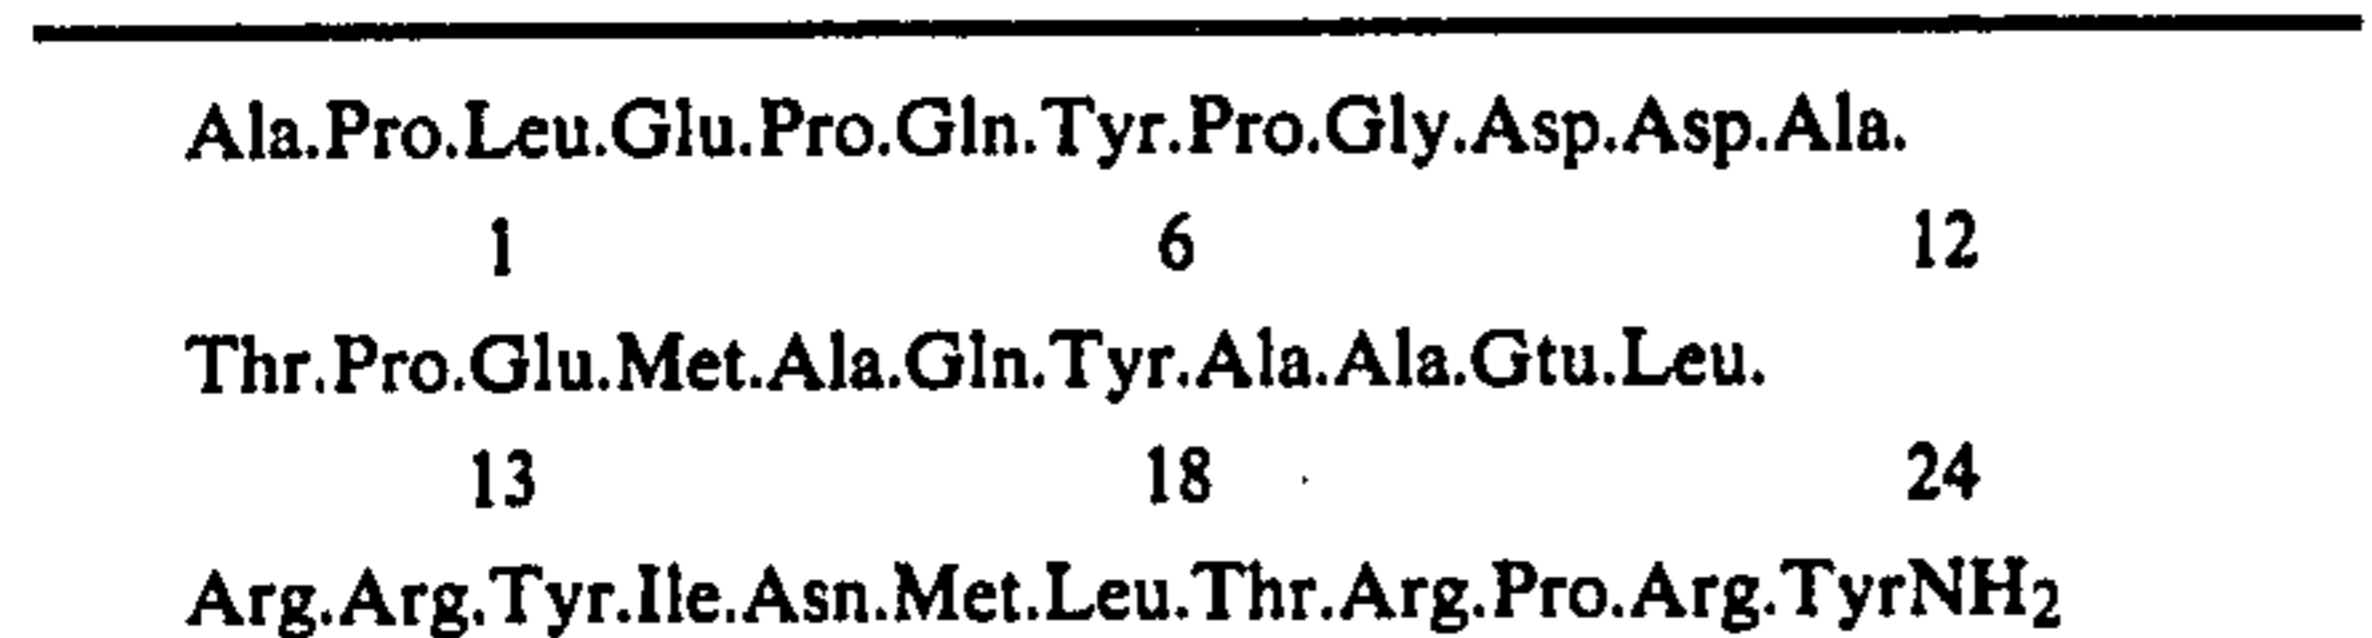 Ala.Pro.Leu.Glu.Pro.Gln.Tyr.Pro.Gly.Asp.Asp.Ala.
1 6 12
Thr.Pro.Glu.Met.Ala.Gln.Tyr.Ala.Ala.Gtu.Leu.
13 18 24
Arg.Arg.Tyr.Ile.Asn.Met.Leu.Thr.Arg.Pro.Arg.TyrNH2